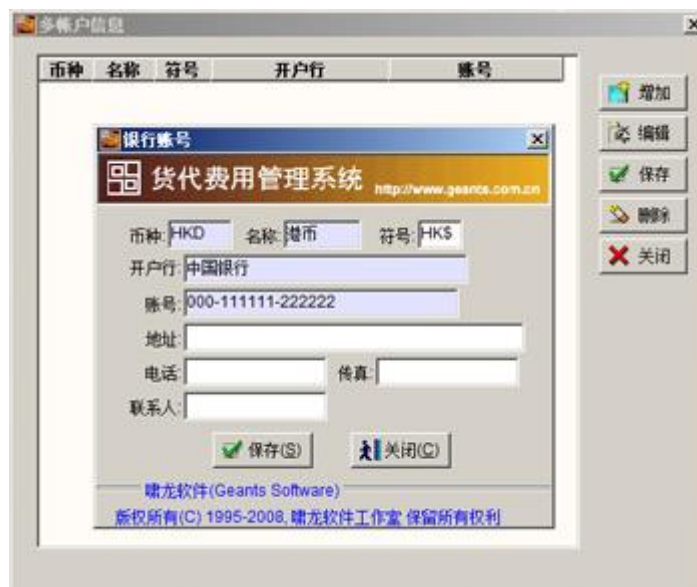 多帐户信息
币种 名称 符号 开户行 账号
增加
编辑
保存
删除
关闭
银行账号
货代费用管理系统 http://www.geants.com.cn
币种: HKD 名称: 港币 符号: HK$
开户行: 中国银行
账号: 000-111111-222222
地址:
电话: 传真:
联系人:
保存(S) 关闭(C)
啸龙软件(Geants Software)
版权所有(C) 1995-2008, 啸龙软件工作室 保留所有权利